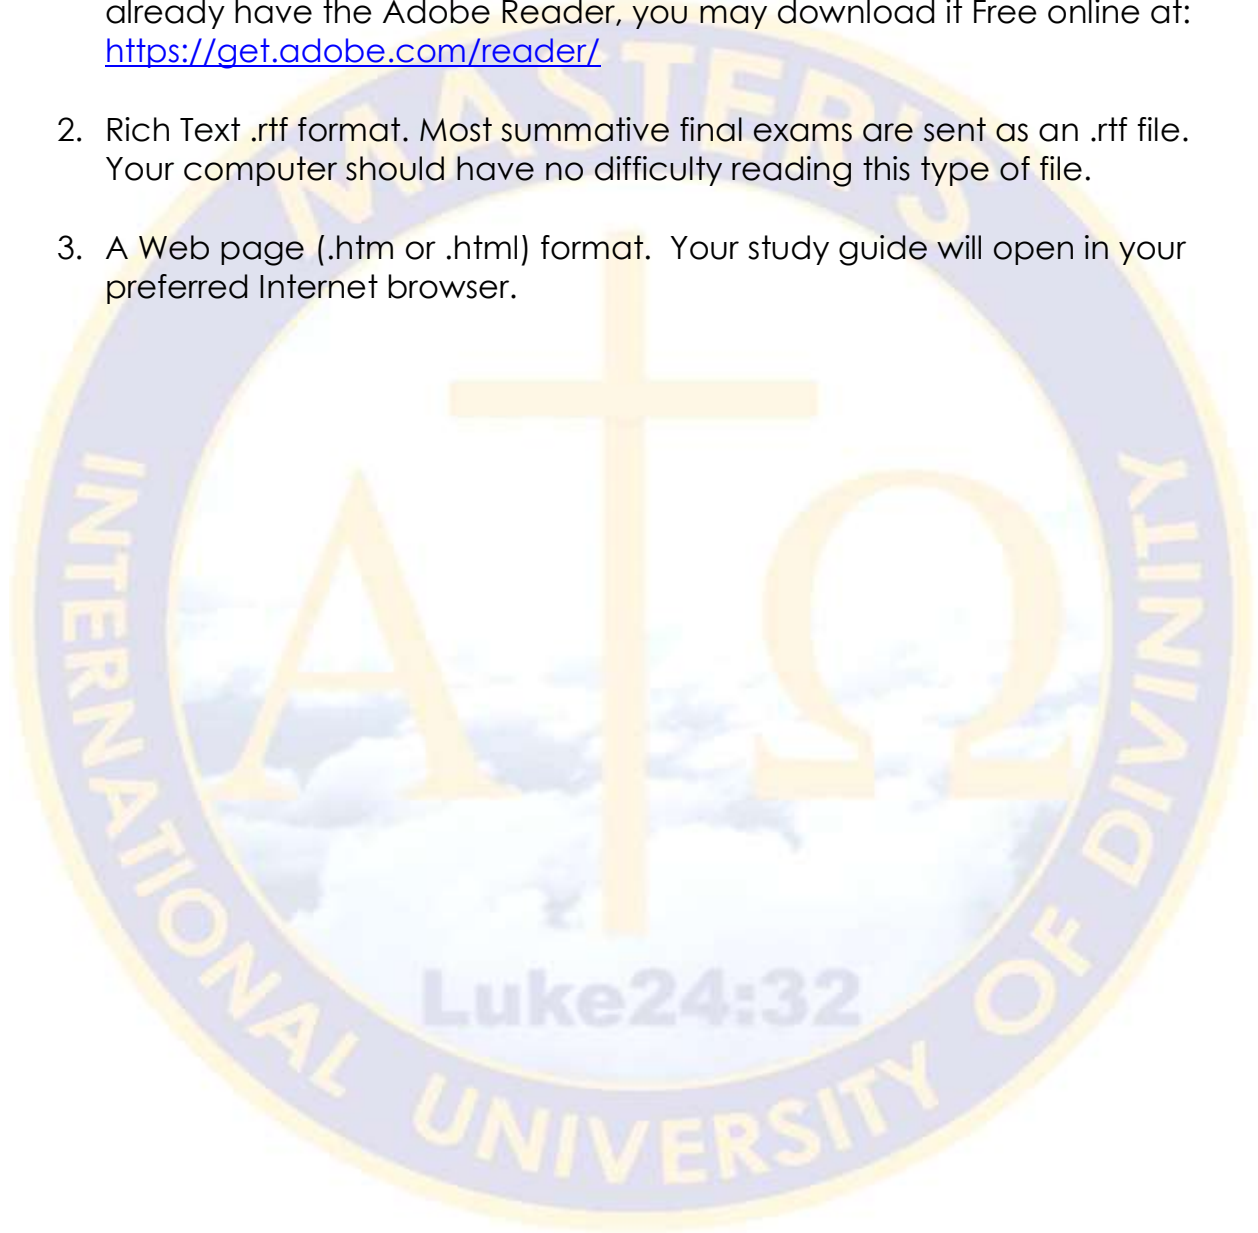 already have the Adobe Reader, you may download it Free online at:
https://get.adobe.com/reader/
2. Rich Text .rtf format. Most summative final exams are sent as an .rtf file.
Your computer should have no difficulty reading this type of file.
3. A Web page (.htm or .html) format.  Your study guide will open in your
preferred Internet browser.
MASTER'S
INTERNATIONAL UNIVERSITY OF DIVINITY
Α Ω
Luke24:32